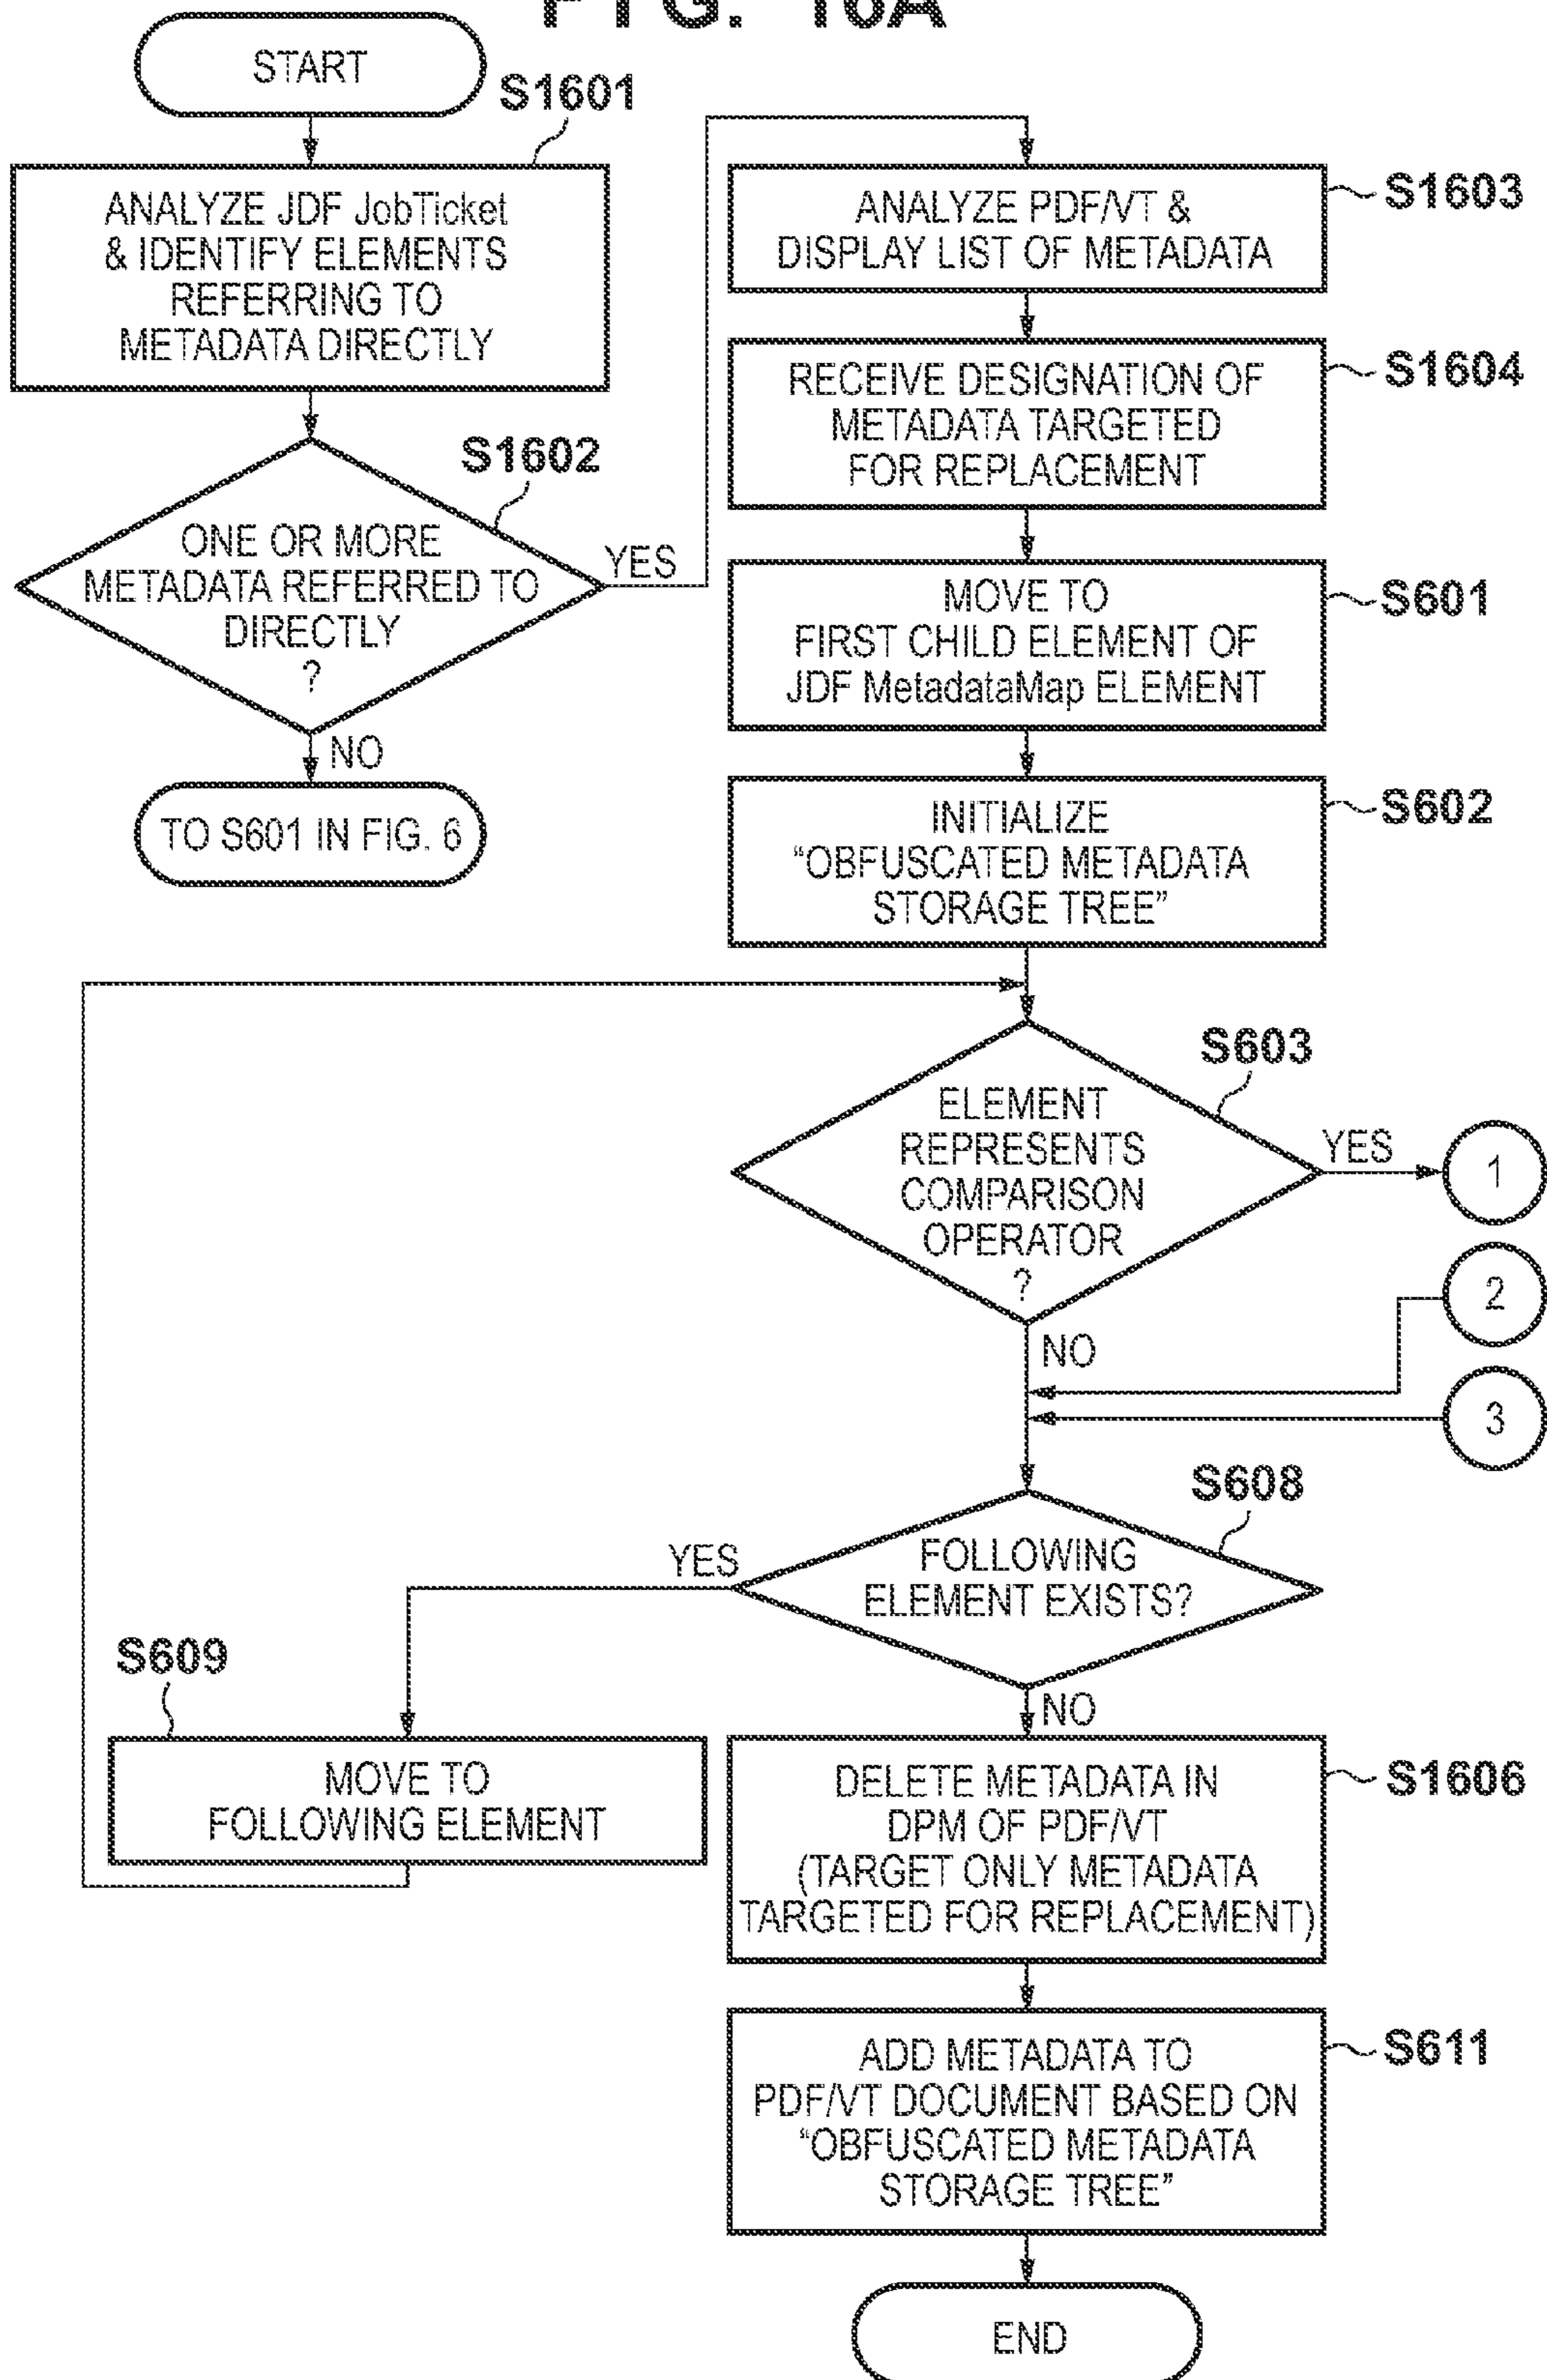 FIG. 16A
START
S1601
ANALYZE JDF JobTicket
& IDENTIFY ELEMENTS
REFERRING TO
METADATA DIRECTLY
S1602
ONE OR MORE
METADATA REFERRED TO
DIRECTLY
?
YES
NO
TO S601 IN FIG. 6
ANALYZE PDF/VT &
DISPLAY LIST OF METADATA
S1603
RECEIVE DESIGNATION OF
METADATA TARGETED
FOR REPLACEMENT
S1604
MOVE TO
FIRST CHILD ELEMENT OF
JDF MetadataMap ELEMENT
S601
INITIALIZE
“OBFUSCATED METADATA
STORAGE TREE”
S602
S603
ELEMENT
REPRESENTS
COMPARISON
OPERATOR
?
YES
1
2
NO
3
S608
FOLLOWING
ELEMENT EXISTS?
YES
S609
MOVE TO
FOLLOWING ELEMENT
NO
DELETE METADATA IN
DPM OF PDF/VT
(TARGET ONLY METADATA
TARGETED FOR REPLACEMENT)
S1606
ADD METADATA TO
PDF/VT DOCUMENT BASED ON
“OBFUSCATED METADATA
STORAGE TREE”
S611
END